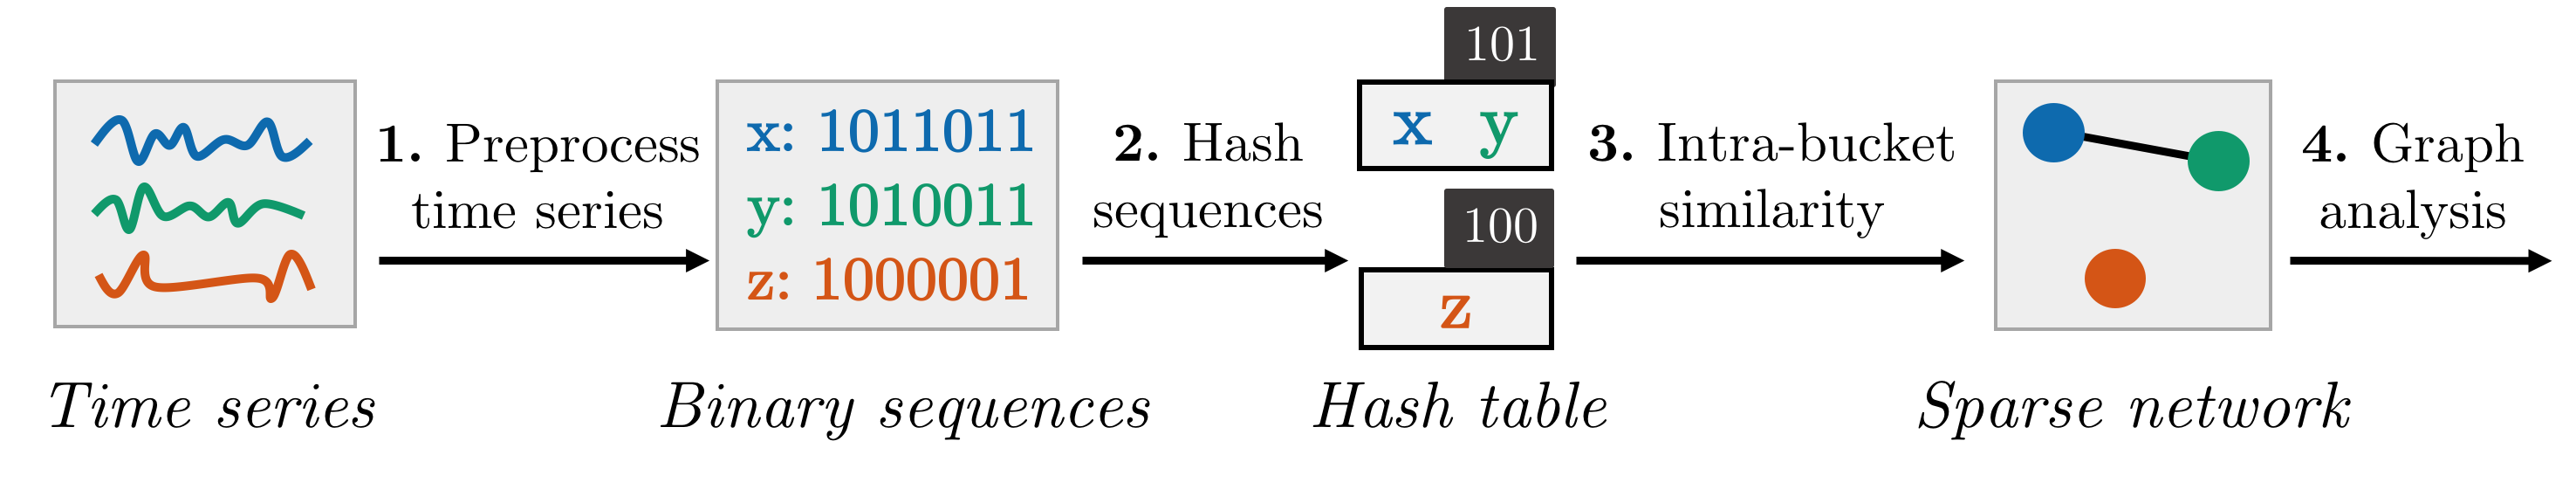 1. Preprocess
time series
x: 1011011
y: 1010011
z: 1000001
2. Hash
sequences
101
x y
100
z
3. Intra-bucket
similarity
4. Graph
analysis
Time series
Binary sequences
Hash table
Sparse network